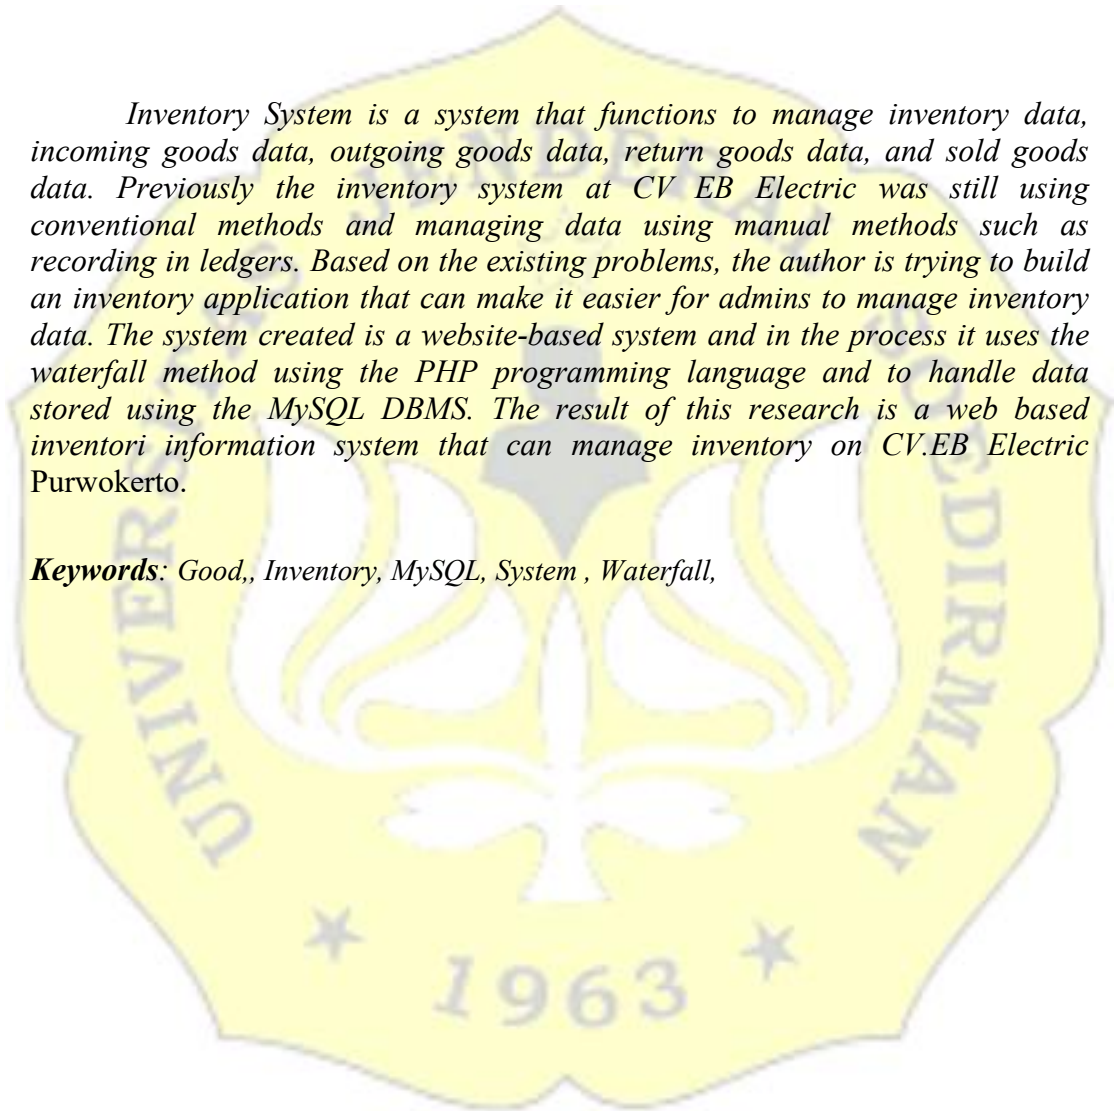 Inventory System is a system that functions to manage inventory data,
incoming goods data, outgoing goods data, return goods data, and sold goods
data. Previously the inventory system at CV EB Electric was still using
conventional methods and managing data using manual methods such as
recording in ledgers. Based on the existing problems, the author is trying to build
an inventory application that can make it easier for admins to manage inventory
data. The system created is a website-based system and in the process it uses the
waterfall method using the PHP programming language and to handle data
stored using the MySQL DBMS. The result of this research is a web based
inventori information system that can manage inventory on CV.EB Electric
Purwokerto.
Keywords: Good,, Inventory, MySQL, System , Waterfall,
UNIVERSITAS JENDERAL SOEDIRMAN
1963